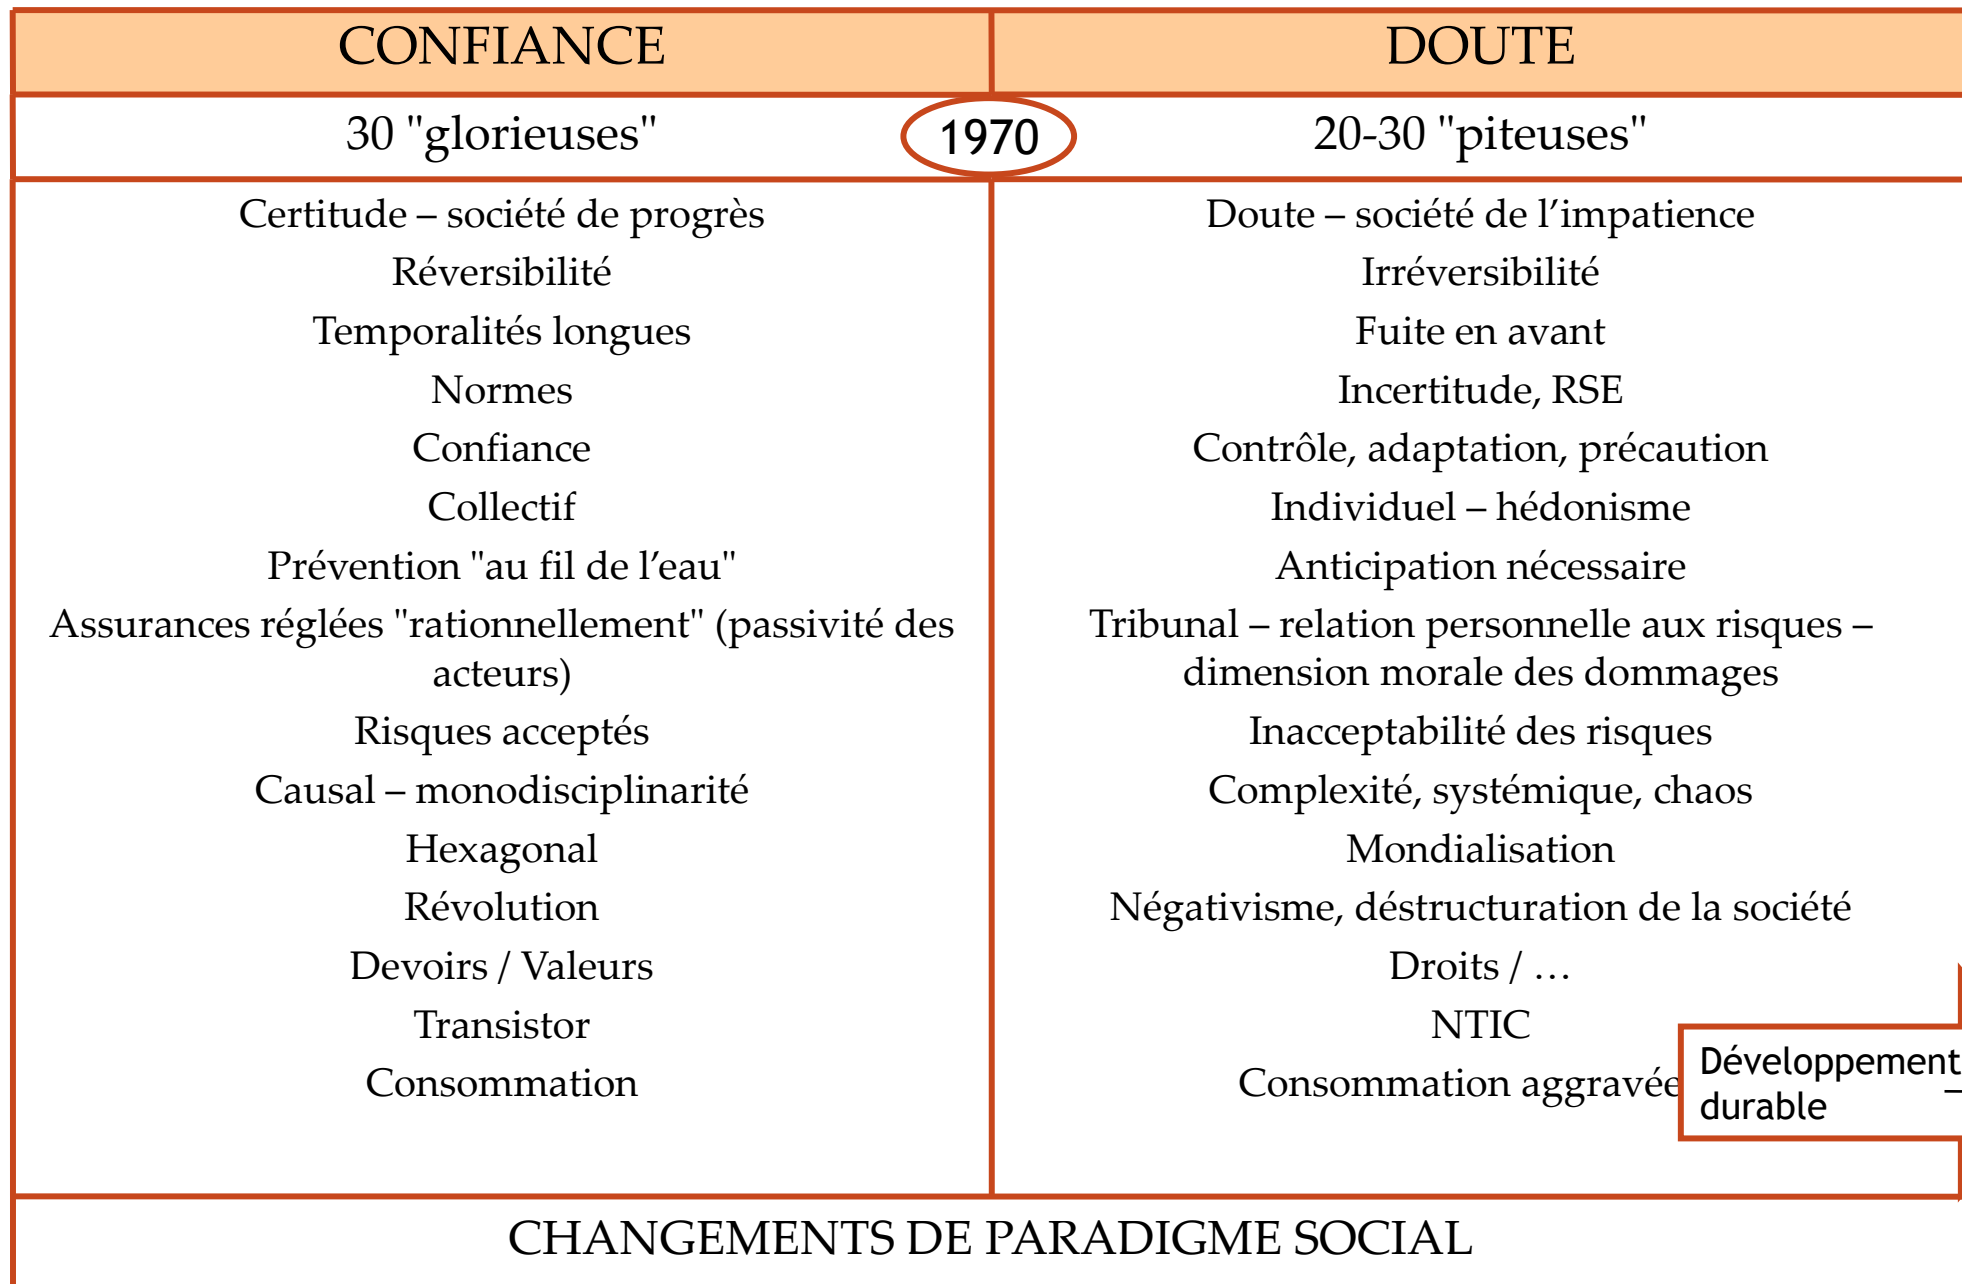 CONFIANCE
DOUTE
30 "glorieuses"
1970
20-30 "piteuses"
Certitude – société de progrès
Réversibilité
Temporalités longues
Normes
Confiance
Collectif
Prévention "au fil de l’eau"
Assurances réglées "rationnellement" (passivité des
acteurs)
Risques acceptés
Causal – monodisciplinarité
Hexagonal
Révolution
Devoirs / Valeurs
Transistor
Consommation
Doute – société de l’impatience
Irréversibilité
Fuite en avant
Incertitude, RSE
Contrôle, adaptation, précaution
Individuel – hédonisme
Anticipation nécessaire
Tribunal – relation personnelle aux risques –
dimension morale des dommages
Inacceptabilité des risques
Complexité, systémique, chaos
Mondialisation
Négativisme, déstructuration de la société
Droits / …
NTIC
Consommation aggravée
Développement
durable
CHANGEMENTS DE PARADIGME SOCIAL